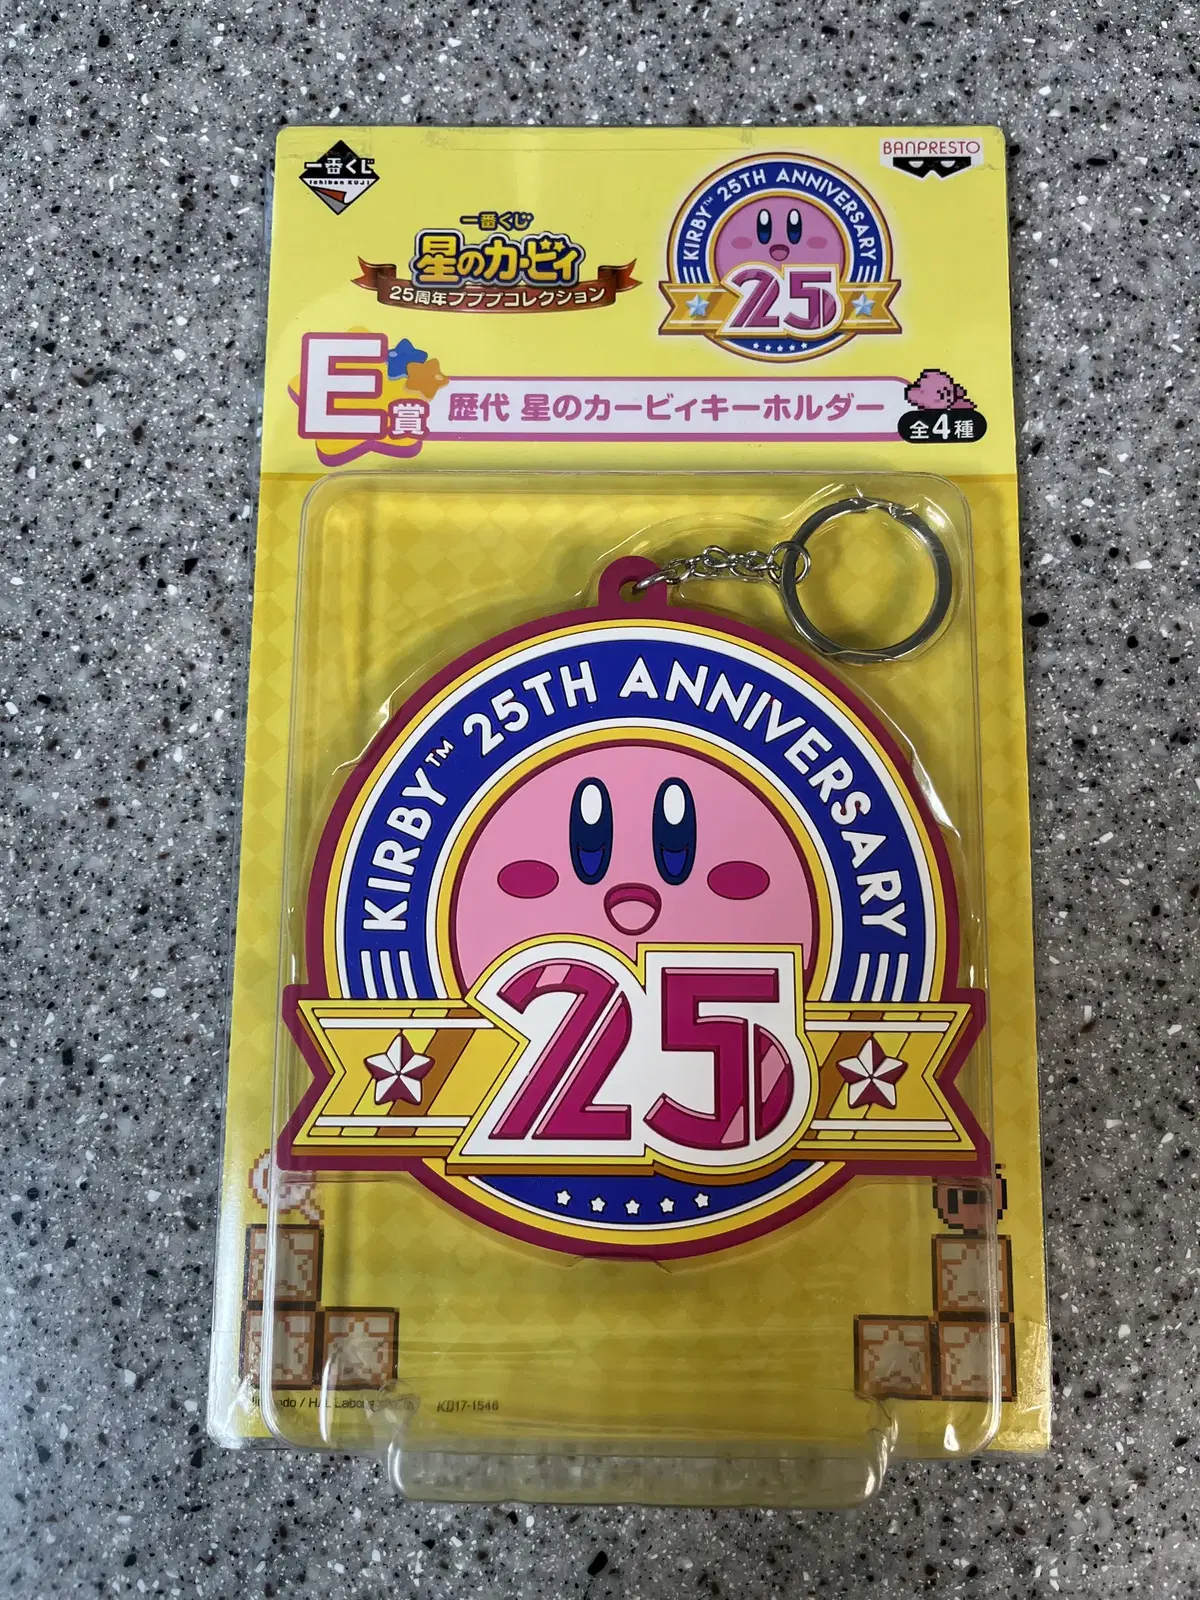 一番くじ
Ichiban KUJI
一番くじ
星のカービィ
25周年プププコレクション
KIRBY™ 25TH ANNIVERSARY
25
BANPRESTO
E賞
歴代 星のカービィキーホルダー
全4種
KIRBY™ 25TH ANNIVERSARY
25
/ HAL Labora
KB17-1546